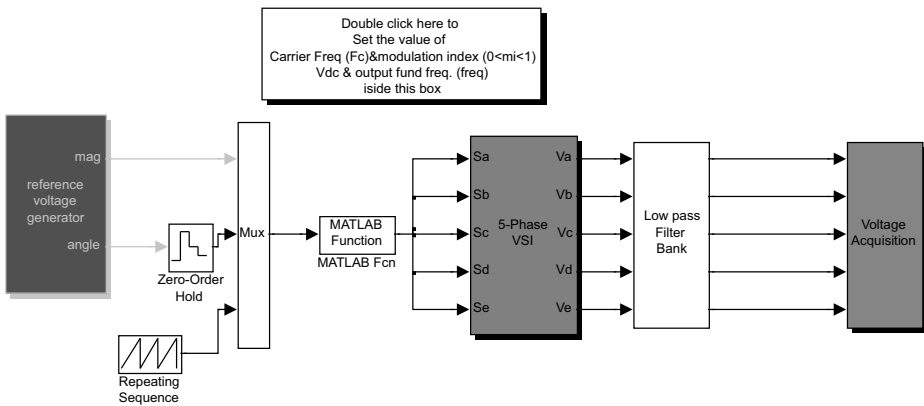 Double click here to
Set the value of
Carrier Freq (Fc)&modulation index (0<mi<1)
Vdc & output fund freq. (freq)
iside this box
mag
reference
voltage
generator
angle
Zero-Order
Hold
Repeating
Sequence
Mux
MATLAB
Function
MATLAB Fcn
Sa
Sb
Sc
Sd
Se
5-Phase
VSI
Va
Vb
Vc
Vd
Ve
Low pass
Filter
Bank
Voltage
Acquisition